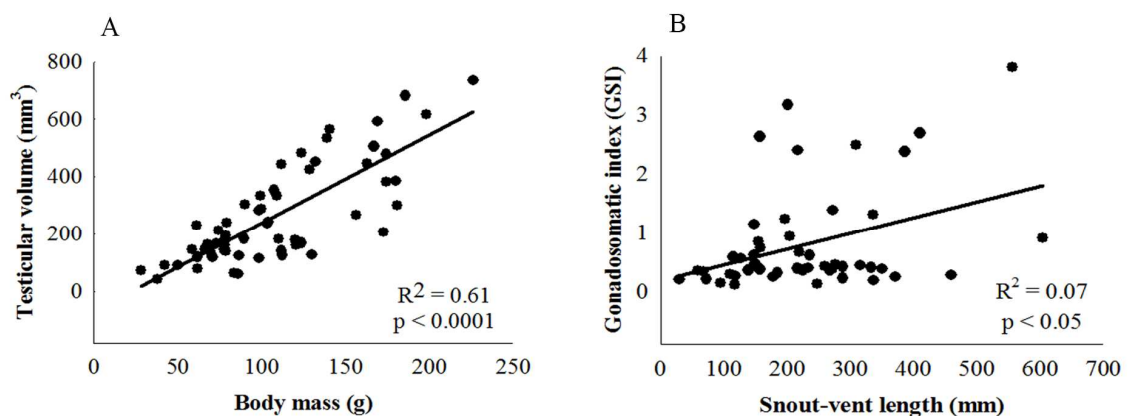 A
Testicular volume (mm³)
800
600
400
200
0
R² = 0.61
p < 0.0001
0 50 100 150 200 250
Body mass (g)
B
Gonadosomatic index (GSI)
4
3
2
1
0
R² = 0.07
p < 0.05
0 100 200 300 400 500 600 700
Snout-vent length (mm)